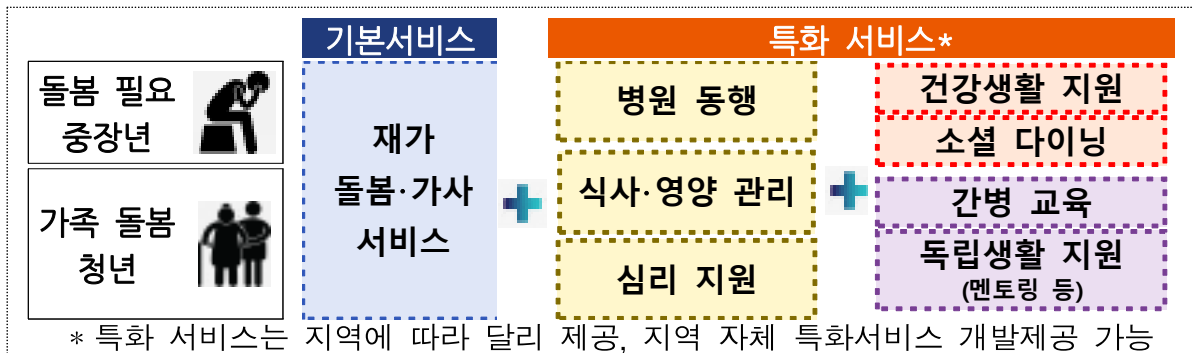 기본서비스
특화 서비스*
돌봄 필요
중장년
가족 돌봄
청년
재가
돌봄·가사
서비스
병원 동행
식사·영양 관리
심리 지원
건강생활 지원
소셜 다이닝
간병 교육
독립생활 지원
(멘토링 등)
* 특화 서비스는 지역에 따라 달리 제공, 지역 자체 특화서비스 개발제공 가능